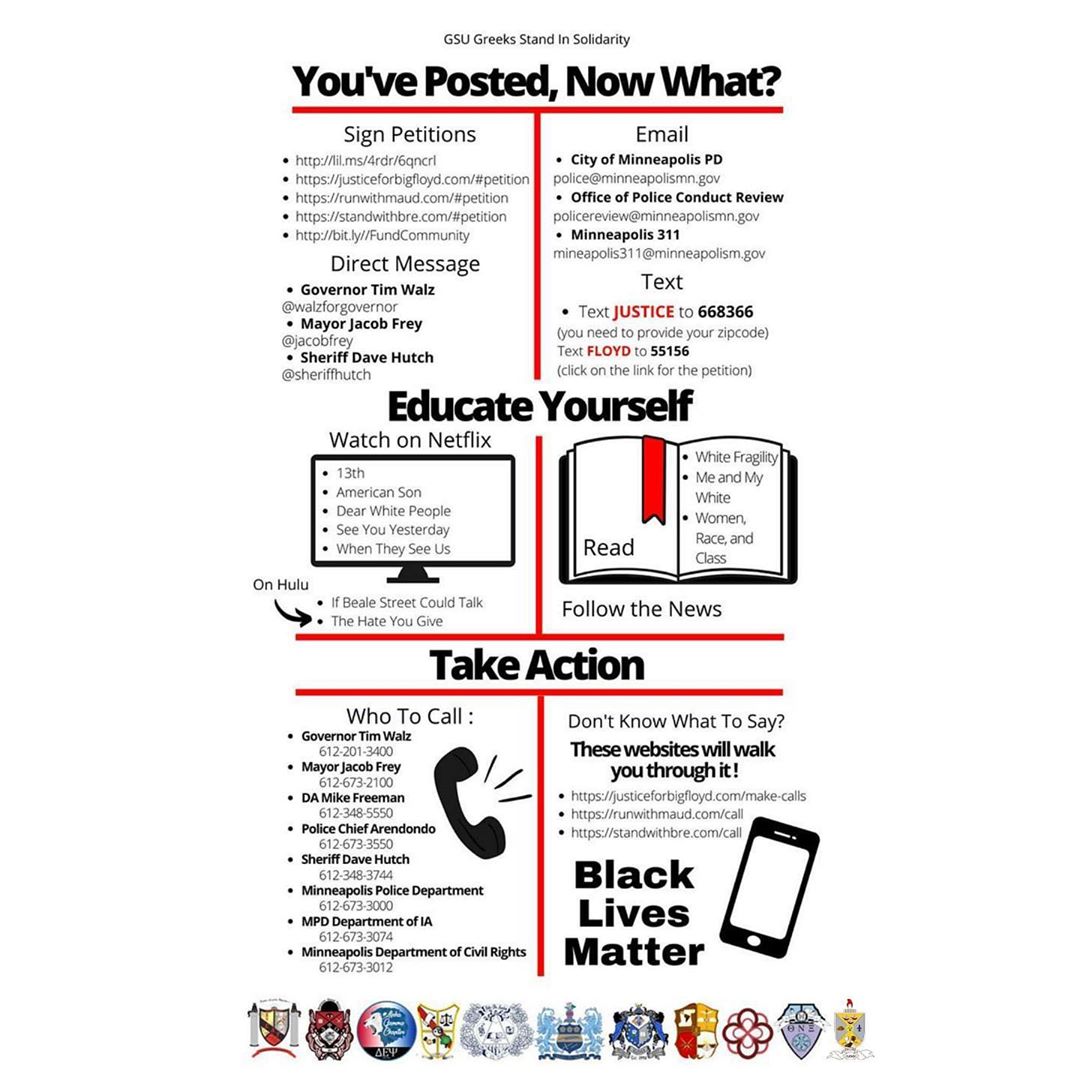 GSU Greeks Stand In Solidarity
You've Posted, Now What?
Sign Petitions
• http://lil.ms/4rdr/6qncrl
• https://justiceforbigfloyd.com/#petition
• https://runwithmaud.com/#petition
• https://standwithbre.com/#petition
• http://bit.ly//FundCommunity
Direct Message
• Governor Tim Walz
@walzforgovernor
• Mayor Jacob Frey
@jacobfrey
• Sheriff Dave Hutch
@sheriffhutch
Email
• City of Minneapolis PD
police@minneapolismn.gov
• Office of Police Conduct Review
policereview@minneapolismn.gov
• Minneapolis 311
mineapolis311@minneapolism.gov
Text
• Text JUSTICE to 668366
(you need to provide your zipcode)
Text FLOYD to 55156
(click on the link for the petition)
Educate Yourself
Watch on Netflix
• 13th
• American Son
• Dear White People
• See You Yesterday
• When They See Us
On Hulu
• If Beale Street Could Talk
• The Hate You Give
Read
• White Fragility
• Me and My
White
• Women,
Race, and
Class
Follow the News
Take Action
Who To Call :
• Governor Tim Walz
612-201-3400
• Mayor Jacob Frey
612-673-2100
• DA Mike Freeman
612-348-5550
• Police Chief Arendondo
612-673-3550
• Sheriff Dave Hutch
612-348-3744
• Minneapolis Police Department
612-673-3000
• MPD Department of IA
612-673-3074
• Minneapolis Department of Civil Rights
612-673-3012
Don't Know What To Say?
These websites will walk
you through it !
• https://justiceforbigfloyd.com/make-calls
• https://runwithmaud.com/call
• https://standwithbre.com/call
Black
Lives
Matter
Alpha
Gamma
Chapter
ΔΕΨ
ΘΝΞ